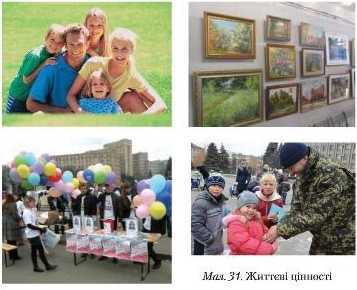 Мал. 31. Життєві цінності